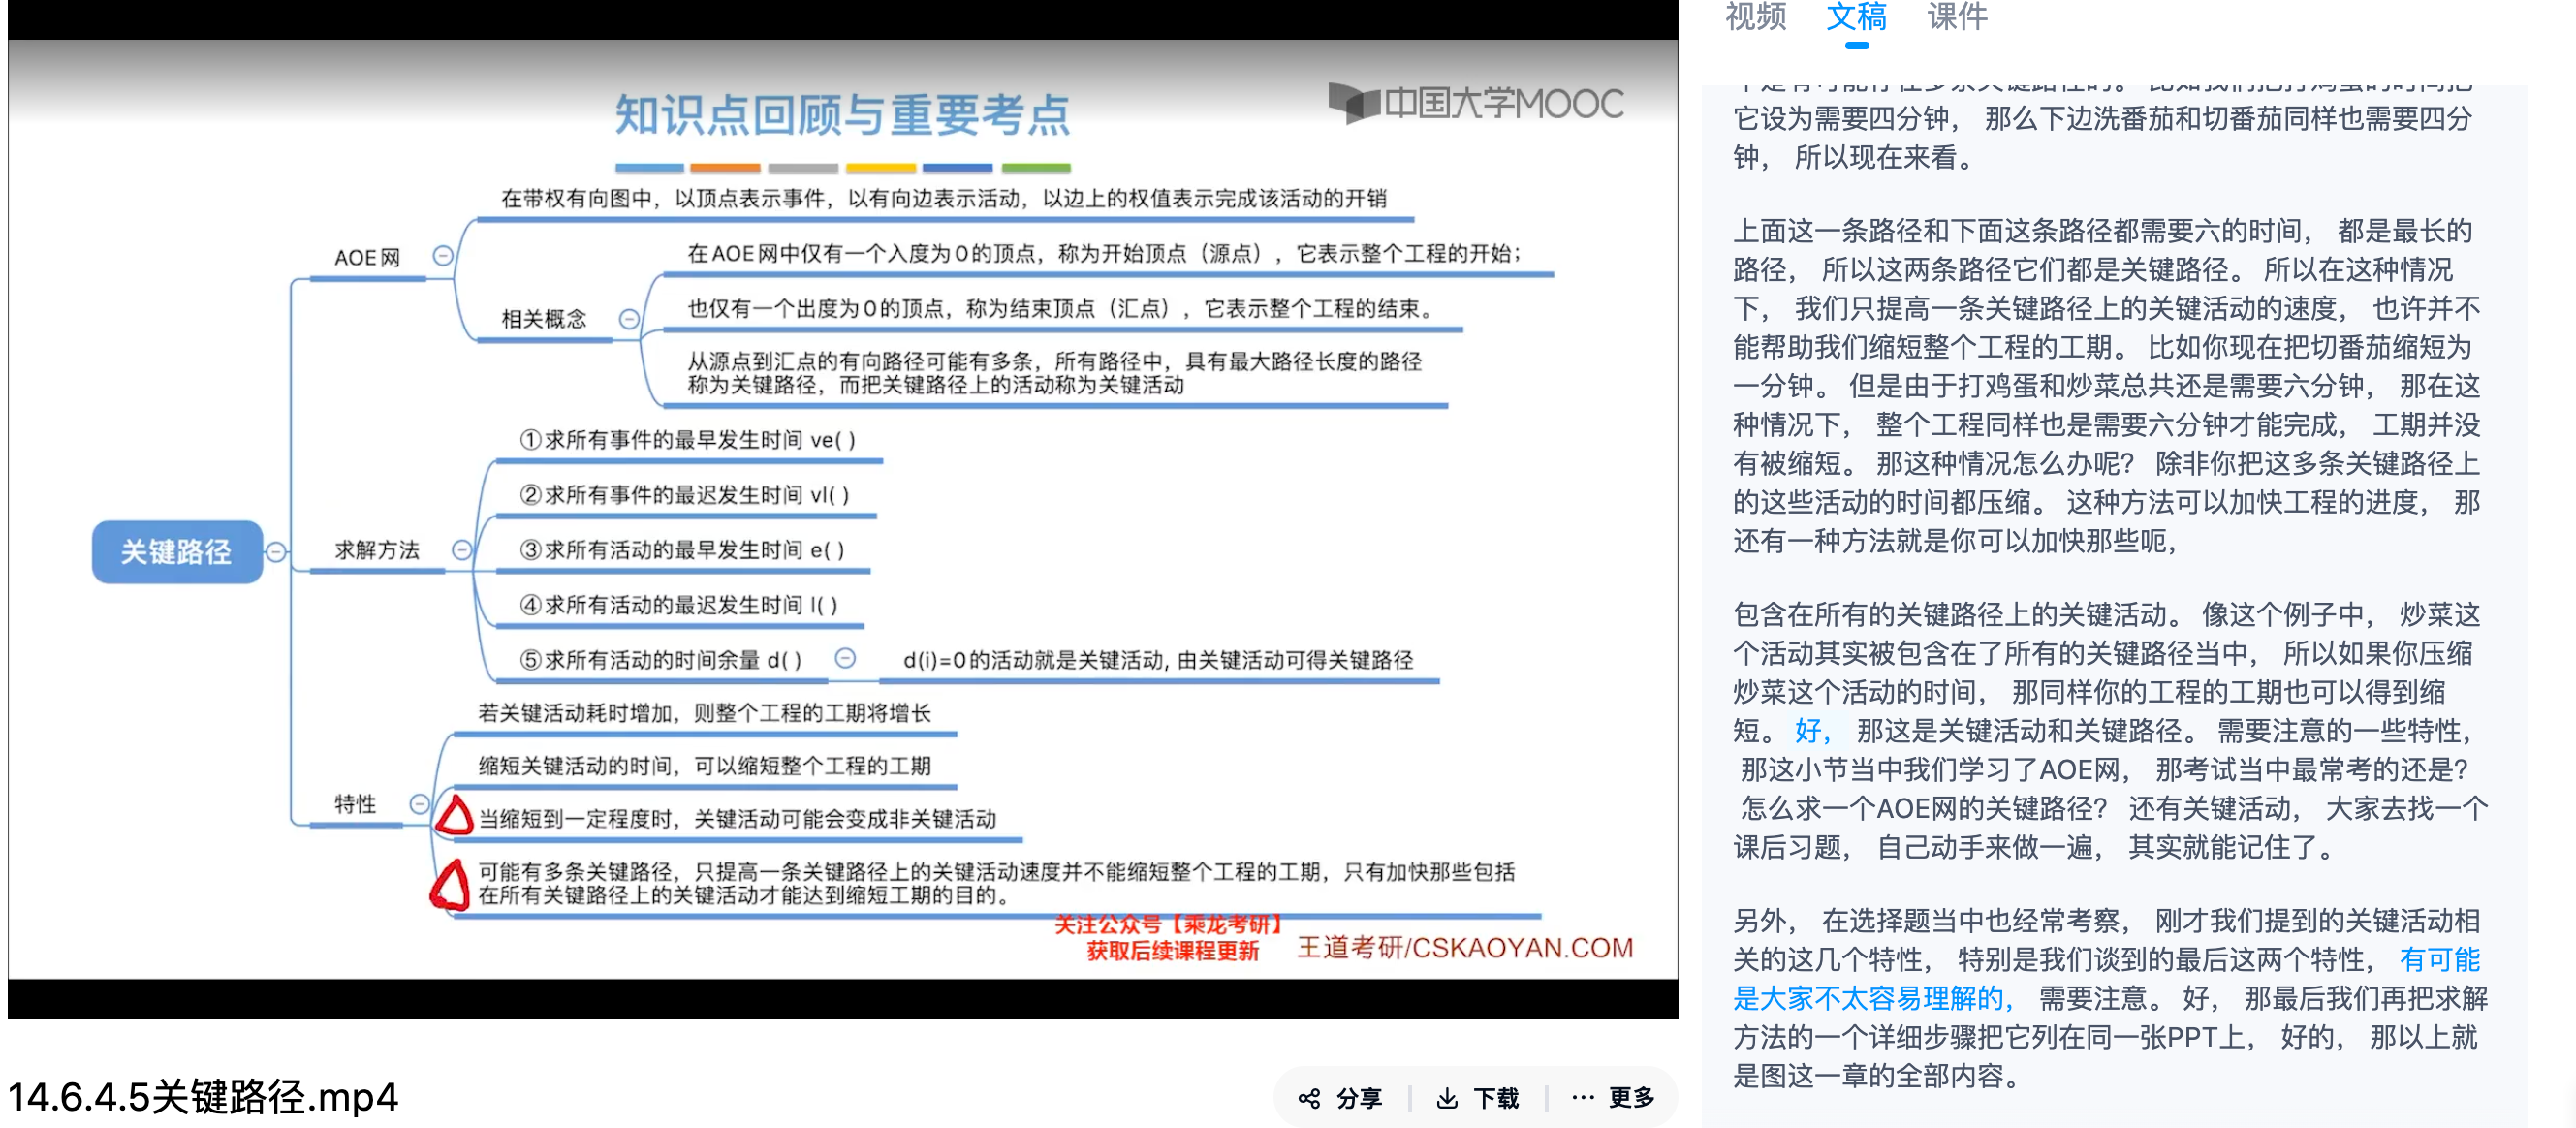 知识点回顾与重要考点
中国大学MOOC
在带权有向图中，以顶点表示事件，以有向边表示活动，以边上的权值表示完成该活动的开销
AOE网
在AOE网中仅有一个入度为0的顶点，称为开始顶点（源点），它表示整个工程的开始；
相关概念
也仅有一个出度为0的顶点，称为结束顶点（汇点），它表示整个工程的结束。
从源点到汇点的有向路径可能有多条，所有路径中，具有最大路径长度的路径
称为关键路径，而把关键路径上的活动称为关键活动
①求所有事件的最早发生时间 ve( )
②求所有事件的最迟发生时间 vl( )
关键路径
求解方法
③求所有活动的最早发生时间 e( )
④求所有活动的最迟发生时间 l( )
⑤求所有活动的时间余量 d( )
d(i)=0的活动就是关键活动, 由关键活动可得关键路径
若关键活动耗时增加，则整个工程的工期将增长
缩短关键活动的时间，可以缩短整个工程的工期
特性
当缩短到一定程度时，关键活动可能会变成非关键活动
可能有多条关键路径，只提高一条关键路径上的关键活动速度并不能缩短整个工程的工期，只有加快那些包括
在所有关键路径上的关键活动才能达到缩短工期的目的。
关注公众号【乘龙考研】
获取后续课程更新
王道考研/CSKAOYAN.COM
14.6.4.5关键路径.mp4
分享
下载
更多
视频
文稿
课件
它设为需要四分钟， 那么下边洗番茄和切番茄同样也需要四分
钟， 所以现在来看。
上面这一条路径和下面这条路径都需要六的时间， 都是最长的
路径， 所以这两条路径它们都是关键路径。 所以在这种情况
下， 我们只提高一条关键路径上的关键活动的速度， 也许并不
能帮助我们缩短整个工程的工期。 比如你现在把切番茄缩短为
一分钟。 但是由于打鸡蛋和炒菜总共还是需要六分钟， 那在这
种情况下， 整个工程同样也是需要六分钟才能完成， 工期并没
有被缩短。 那这种情况怎么办呢？ 除非你把这多条关键路径上
的这些活动的时间都压缩。 这种方法可以加快工程的进度， 那
还有一种方法就是你可以加快那些呃，
包含在所有的关键路径上的关键活动。 像这个例子中， 炒菜这
个活动其实被包含在了所有的关键路径当中， 所以如果你压缩
炒菜这个活动的时间， 那同样你的工程的工期也可以得到缩
短。 好， 那这是关键活动和关键路径。 需要注意的一些特性，
那这小节当中我们学习了AOE网， 那考试当中最常考的还是？
怎么求一个AOE网的关键路径？ 还有关键活动， 大家去找一个
课后习题， 自己动手来做一遍， 其实就能记住了。
另外， 在选择题当中也经常考察， 刚才我们提到的关键活动相
关的这几个特性， 特别是我们谈到的最后这两个特性， 有可能
是大家不太容易理解的， 需要注意。 好， 那最后我们再把求解
方法的一个详细步骤把它列在同一张PPT上， 好的， 那以上就
是图这一章的全部内容。